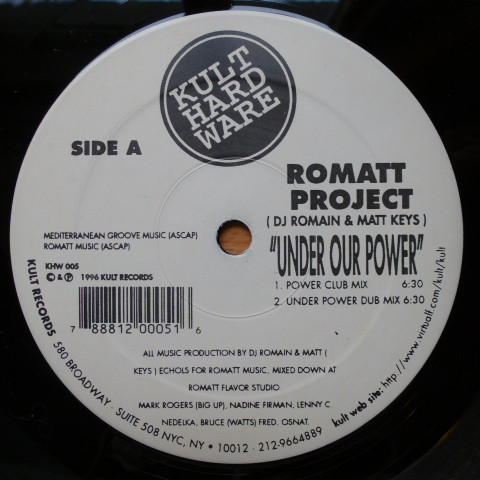 KULT
HARD
WARE
SIDE A
ROMATT
PROJECT
( DJ ROMAIN & MATT KEYS )
"UNDER OUR POWER"
1. POWER CLUB MIX 6:30
2. UNDER POWER DUB MIX 6:30
MEDITERRANEAN GROOVE MUSIC (ASCAP)
ROMATT MUSIC (ASCAP)
KHW 005
© & ℗ 1996 KULT RECORDS
7 88812 00051 6
ALL MUSIC PRODUCTION BY DJ ROMAIN & MATT (
KEYS ) ECHOLS FOR ROMATT MUSIC, MIXED DOWN AT
ROMATT FLAVOR STUDIO
MARK ROGERS (BIG UP), NADINE FIRMAN, LENNY C.
NEDELKA, BRUCE (WATTS) FRED. OSNAT.
KULT RECORDS 580 BROADWAY · SUITE 508 NYC, NY • 10012 · 212-9664889
kult web site: http://www.virtualf.com/kult/kult